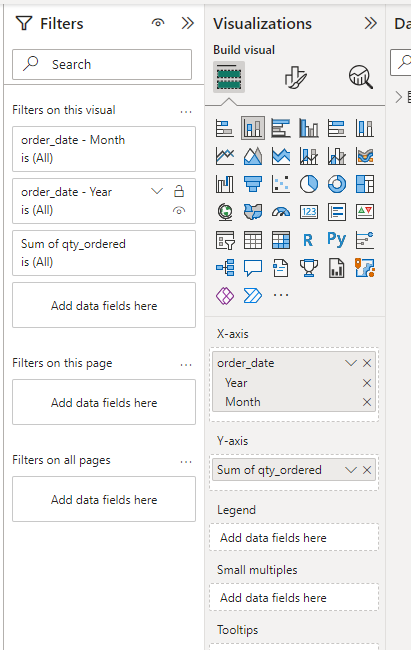 Filters
Search
Filters on this visual
...
order_date - Month
is (All)
order_date - Year
is (All)
Sum of qty_ordered
is (All)
Add data fields here
Filters on this page
...
Add data fields here
Filters on all pages
...
Add data fields here
Visualizations
Build visual
123
R
Py
...
X-axis
order_date
Year
Month
Y-axis
Sum of qty_ordered
Legend
Add data fields here
Small multiples
Add data fields here
Tooltips
Da